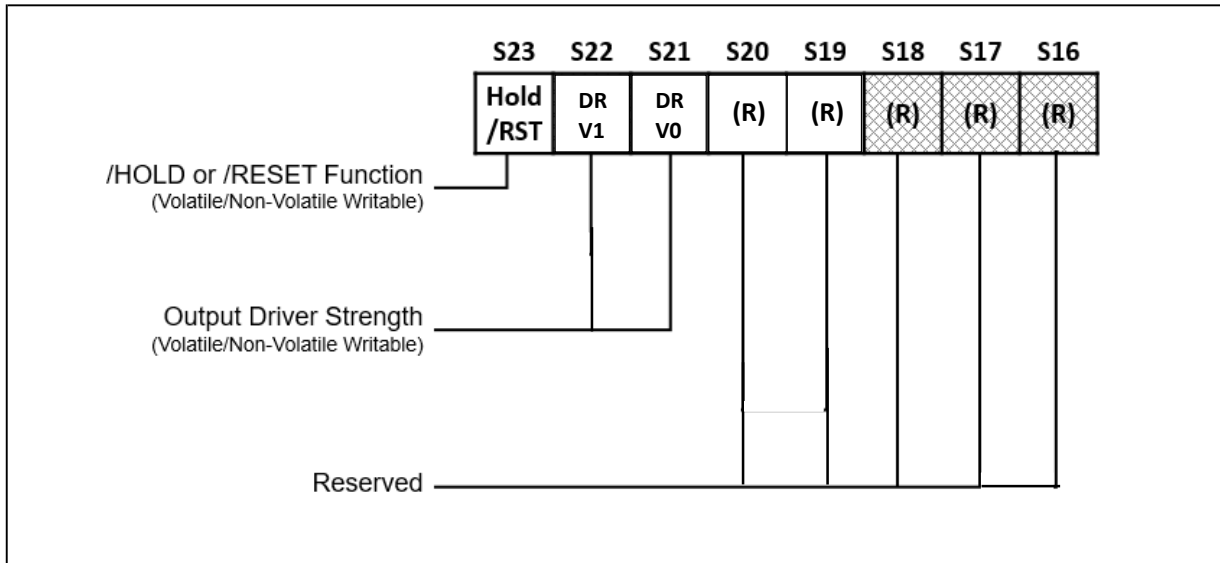 S23 S22 S21 S20 S19 S18 S17 S16
Hold DR DR (R) (R) (R) (R) (R)
/RST V1 V0
/HOLD or /RESET Function
(Volatile/Non-Volatile Writable)
Output Driver Strength
(Volatile/Non-Volatile Writable)
Reserved